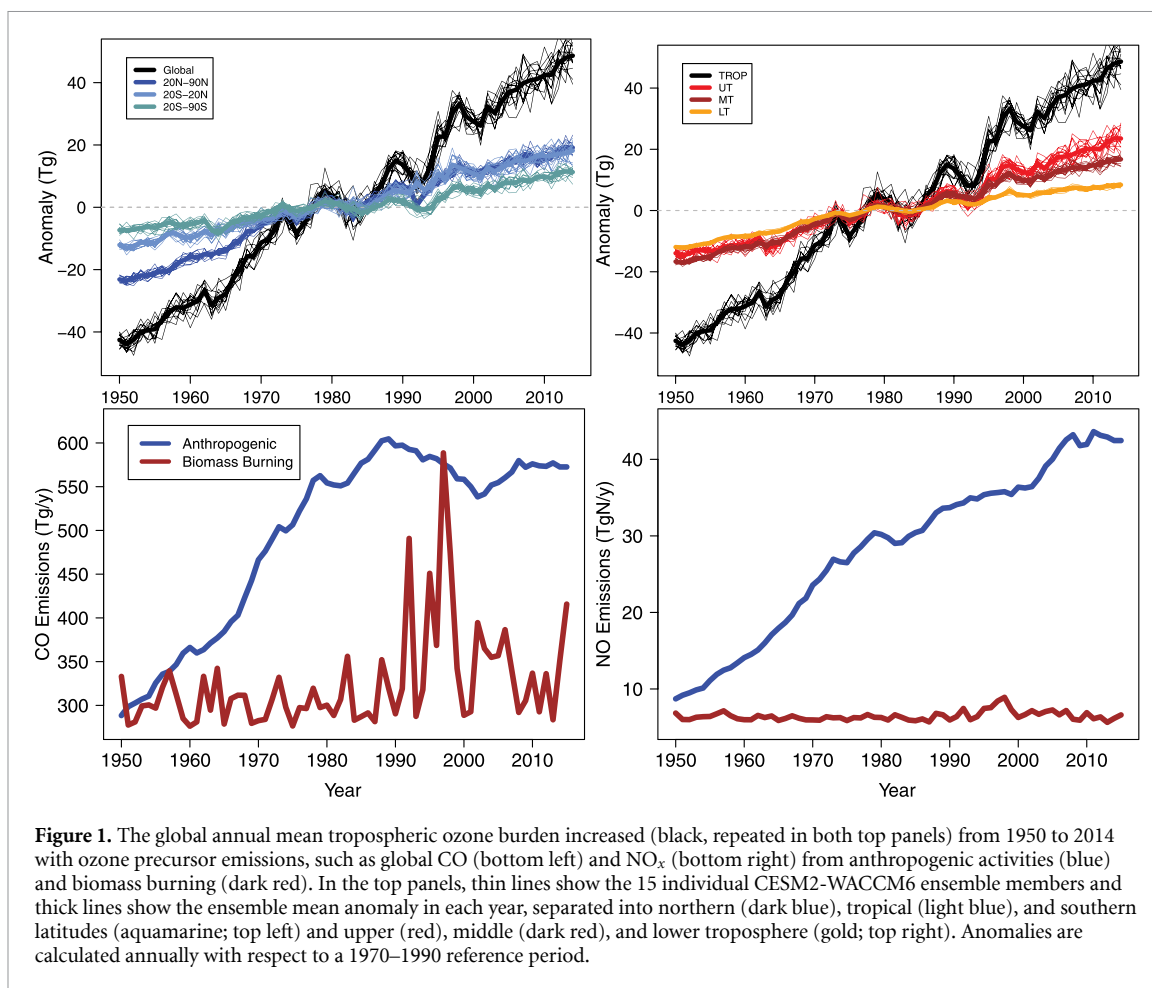 Global
20N−90N
20S−20N
20S−90S
Anomaly (Tg)
40
20
0
−20
−40
1950 1960 1970 1980 1990 2000 2010
TROP
UT
MT
LT
Anomaly (Tg)
40
20
0
−20
−40
1950 1960 1970 1980 1990 2000 2010
Anthropogenic
Biomass Burning
CO Emissions (Tg/y)
600
550
500
450
400
350
300
1950 1960 1970 1980 1990 2000 2010
Year
NO Emissions (TgN/y)
40
30
20
10
1950 1960 1970 1980 1990 2000 2010
Year
Figure 1. The global annual mean tropospheric ozone burden increased (black, repeated in both top panels) from 1950 to 2014
with ozone precursor emissions, such as global CO (bottom left) and NOx (bottom right) from anthropogenic activities (blue)
and biomass burning (dark red). In the top panels, thin lines show the 15 individual CESM2-WACCM6 ensemble members and
thick lines show the ensemble mean anomaly in each year, separated into northern (dark blue), tropical (light blue), and southern
latitudes (aquamarine; top left) and upper (red), middle (dark red), and lower troposphere (gold; top right). Anomalies are
calculated annually with respect to a 1970–1990 reference period.